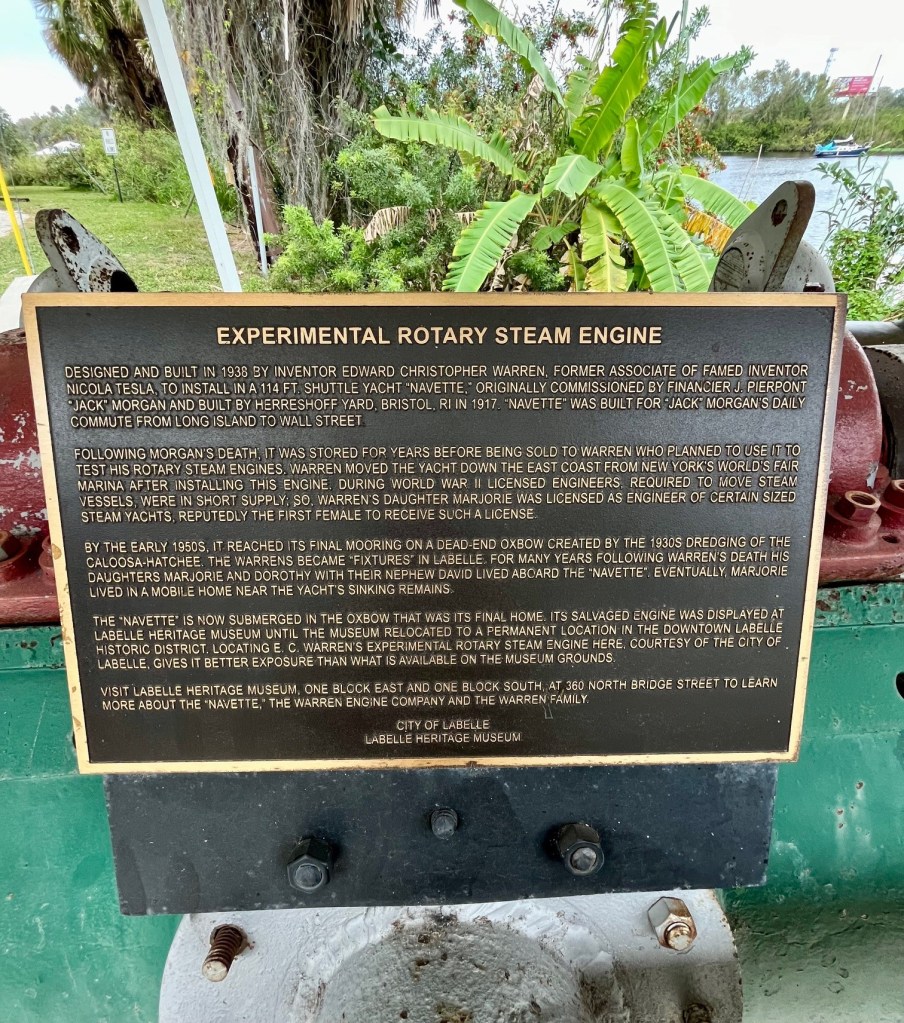 EXPERIMENTAL ROTARY STEAM ENGINE
DESIGNED AND BUILT IN 1938 BY INVENTOR EDWARD CHRISTOPHER WARREN, FORMER ASSOCIATE OF FAMED INVENTOR
NICOLA TESLA, TO INSTALL IN A 114 FT. SHUTTLE YACHT "NAVETTE," ORIGINALLY COMMISSIONED BY FINANCIER J. PIERPONT
"JACK" MORGAN AND BUILT BY HERRESHOFF YARD, BRISTOL, RI IN 1917. "NAVETTE" WAS BUILT FOR "JACK" MORGAN'S DAILY
COMMUTE FROM LONG ISLAND TO WALL STREET.
FOLLOWING MORGAN'S DEATH, IT WAS STORED FOR YEARS BEFORE BEING SOLD TO WARREN WHO PLANNED TO USE IT TO
TEST HIS ROTARY STEAM ENGINES. WARREN MOVED THE YACHT DOWN THE EAST COAST FROM NEW YORK'S WORLD'S FAIR
MARINA AFTER INSTALLING THIS ENGINE. DURING WORLD WAR II LICENSED ENGINEERS, REQUIRED TO MOVE STEAM
VESSELS, WERE IN SHORT SUPPLY; SO, WARREN'S DAUGHTER MARJORIE WAS LICENSED AS ENGINEER OF CERTAIN SIZED
STEAM YACHTS, REPUTEDLY THE FIRST FEMALE TO RECEIVE SUCH A LICENSE.
BY THE EARLY 1950S, IT REACHED ITS FINAL MOORING ON A DEAD-END OXBOW CREATED BY THE 1930S DREDGING OF THE
CALOOSA-HATCHEE. THE WARRENS BECAME "FIXTURES" IN LABELLE. FOR MANY YEARS FOLLOWING WARREN'S DEATH HIS
DAUGHTERS MARJORIE AND DOROTHY WITH THEIR NEPHEW DAVID LIVED ABOARD THE "NAVETTE". EVENTUALLY, MARJORIE
LIVED IN A MOBILE HOME NEAR THE YACHT'S SINKING REMAINS.
THE "NAVETTE" IS NOW SUBMERGED IN THE OXBOW THAT WAS ITS FINAL HOME. ITS SALVAGED ENGINE WAS DISPLAYED AT
LABELLE HERITAGE MUSEUM UNTIL THE MUSEUM RELOCATED TO A PERMANENT LOCATION IN THE DOWNTOWN LABELLE
HISTORIC DISTRICT. LOCATING E. C. WARREN'S EXPERIMENTAL ROTARY STEAM ENGINE HERE, COURTESY OF THE CITY OF
LABELLE, GIVES IT BETTER EXPOSURE THAN WHAT IS AVAILABLE ON THE MUSEUM GROUNDS.
VISIT LABELLE HERITAGE MUSEUM, ONE BLOCK EAST AND ONE BLOCK SOUTH, AT 360 NORTH BRIDGE STREET TO LEARN
MORE ABOUT THE "NAVETTE," THE WARREN ENGINE COMPANY AND THE WARREN FAMILY.
CITY OF LABELLE
LABELLE HERITAGE MUSEUM